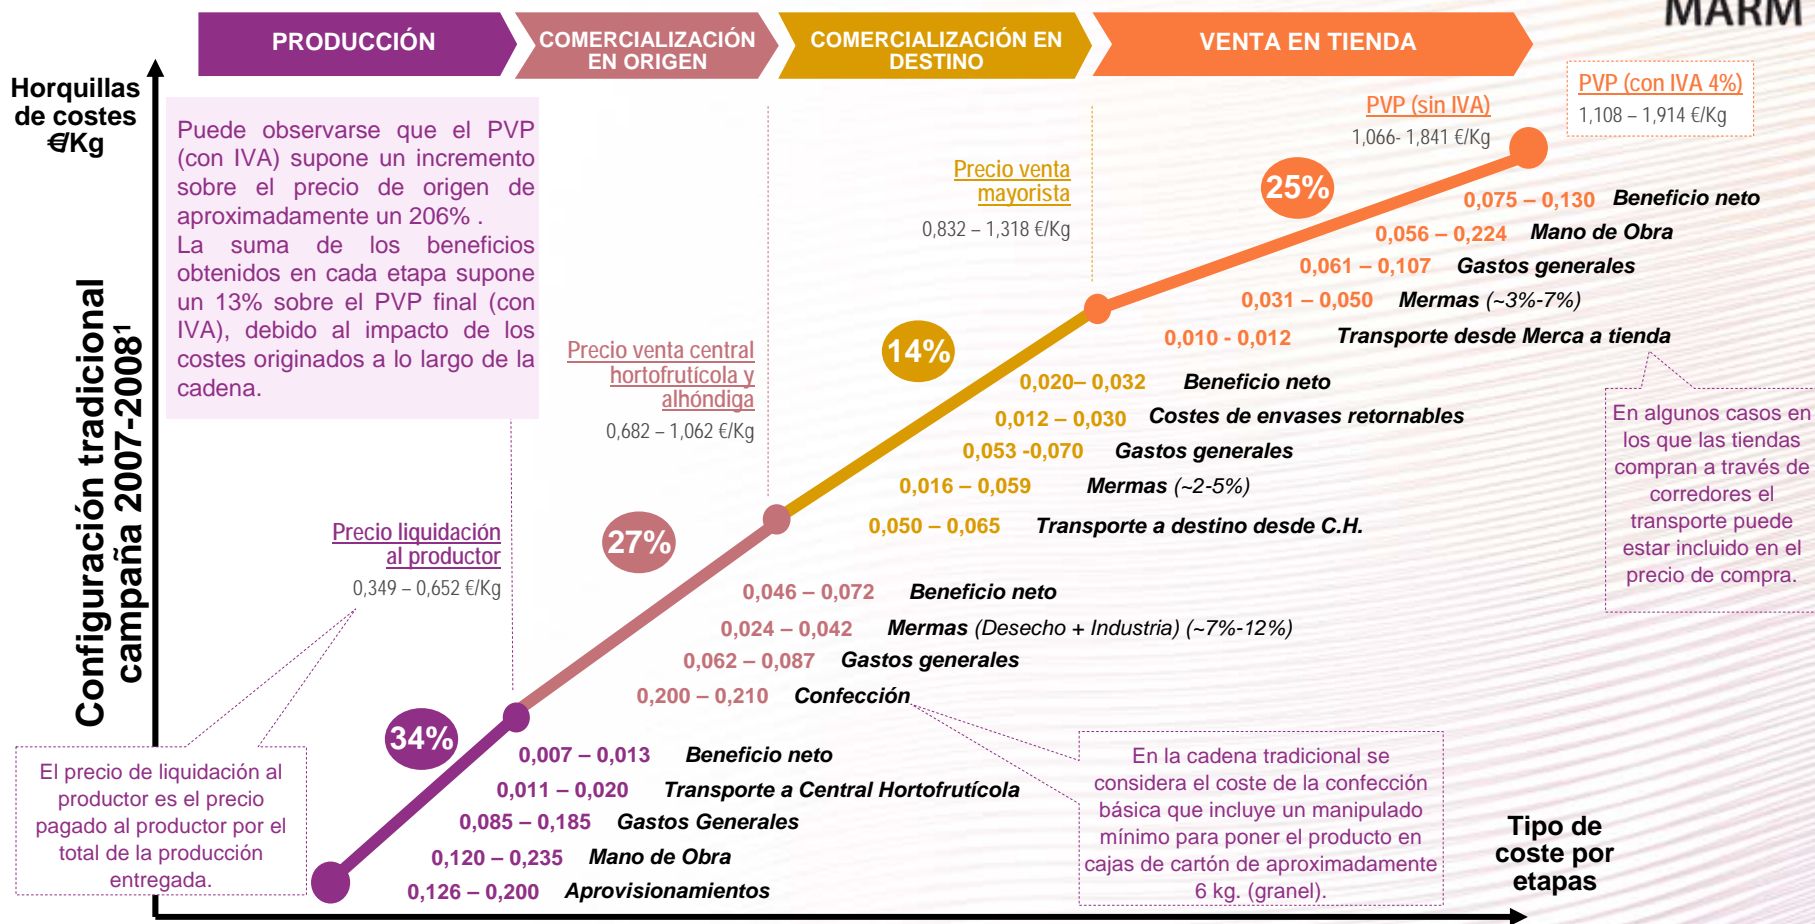 MARM
PRODUCCIÓN
COMERCIALIZACIÓN
EN ORIGEN
COMERCIALIZACIÓN EN
DESTINO
VENTA EN TIENDA
Horquillas
de costes
€/Kg
Configuración tradicional
campaña 2007-2008¹
Puede observarse que el PVP
(con IVA) supone un incremento
sobre el precio de origen de
aproximadamente un 206% .
La suma de los beneficios
obtenidos en cada etapa supone
un 13% sobre el PVP final (con
IVA), debido al impacto de los
costes originados a lo largo de la
cadena.
PVP (con IVA 4%)
1,108 – 1,914 €/Kg
PVP (sin IVA)
1,066- 1,841 €/Kg
25%
0,075 – 0,130 Beneficio neto
0,056 – 0,224 Mano de Obra
0,061 – 0,107 Gastos generales
0,031 – 0,050 Mermas (~3%-7%)
0,010 - 0,012 Transporte desde Merca a tienda
En algunos casos en
los que las tiendas
compran a través de
corredores el
transporte puede
estar incluido en el
precio de compra.
Precio venta
mayorista
0,832 – 1,318 €/Kg
14%
0,020– 0,032 Beneficio neto
0,012 – 0,030 Costes de envases retornables
0,053 -0,070 Gastos generales
0,016 – 0,059 Mermas (~2-5%)
0,050 – 0,065 Transporte a destino desde C.H.
Precio venta central
hortofrutícola y
alhóndiga
0,682 – 1,062 €/Kg
27%
0,046 – 0,072 Beneficio neto
0,024 – 0,042 Mermas (Desecho + Industria) (~7%-12%)
0,062 – 0,087 Gastos generales
0,200 – 0,210 Confección
En la cadena tradicional se
considera el coste de la confección
básica que incluye un manipulado
mínimo para poner el producto en
cajas de cartón de aproximadamente
6 kg. (granel).
Precio liquidación
al productor
0,349 – 0,652 €/Kg
34%
0,007 – 0,013 Beneficio neto
0,011 – 0,020 Transporte a Central Hortofrutícola
0,085 – 0,185 Gastos Generales
0,120 – 0,235 Mano de Obra
0,126 – 0,200 Aprovisionamientos
El precio de liquidación al
productor es el precio
pagado al productor por el
total de la producción
entregada.
Tipo de
coste por
etapas